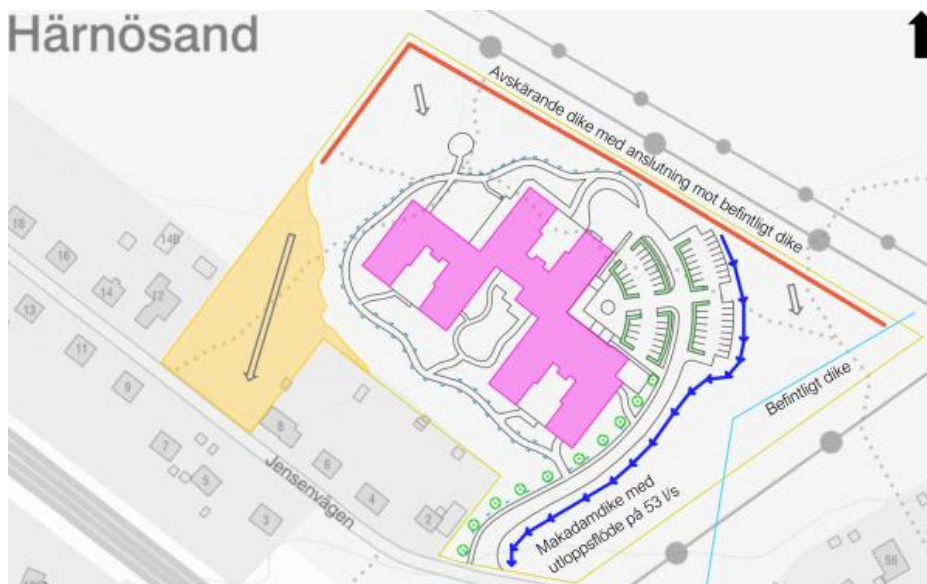 Härnösand
Avskärande dike med anslutning mot befintligt dike
18
16
14B
14
12
13
11
9
8
7
6
5
4
3
2
Jensenvägen
Befintligt dike
Makadamdike med
utloppsflöde på 53 l/s
56